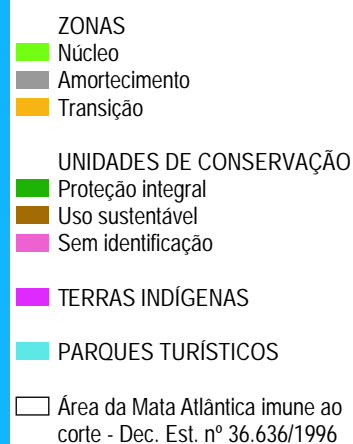 ZONAS
Núcleo
Amortecimento
Transição
UNIDADES DE CONSERVAÇÃO
Proteção integral
Uso sustentável
Sem identificação
TERRAS INDÍGENAS
PARQUES TURÍSTICOS
Área da Mata Atlântica imune ao
corte - Dec. Est. nº 36.636/1996